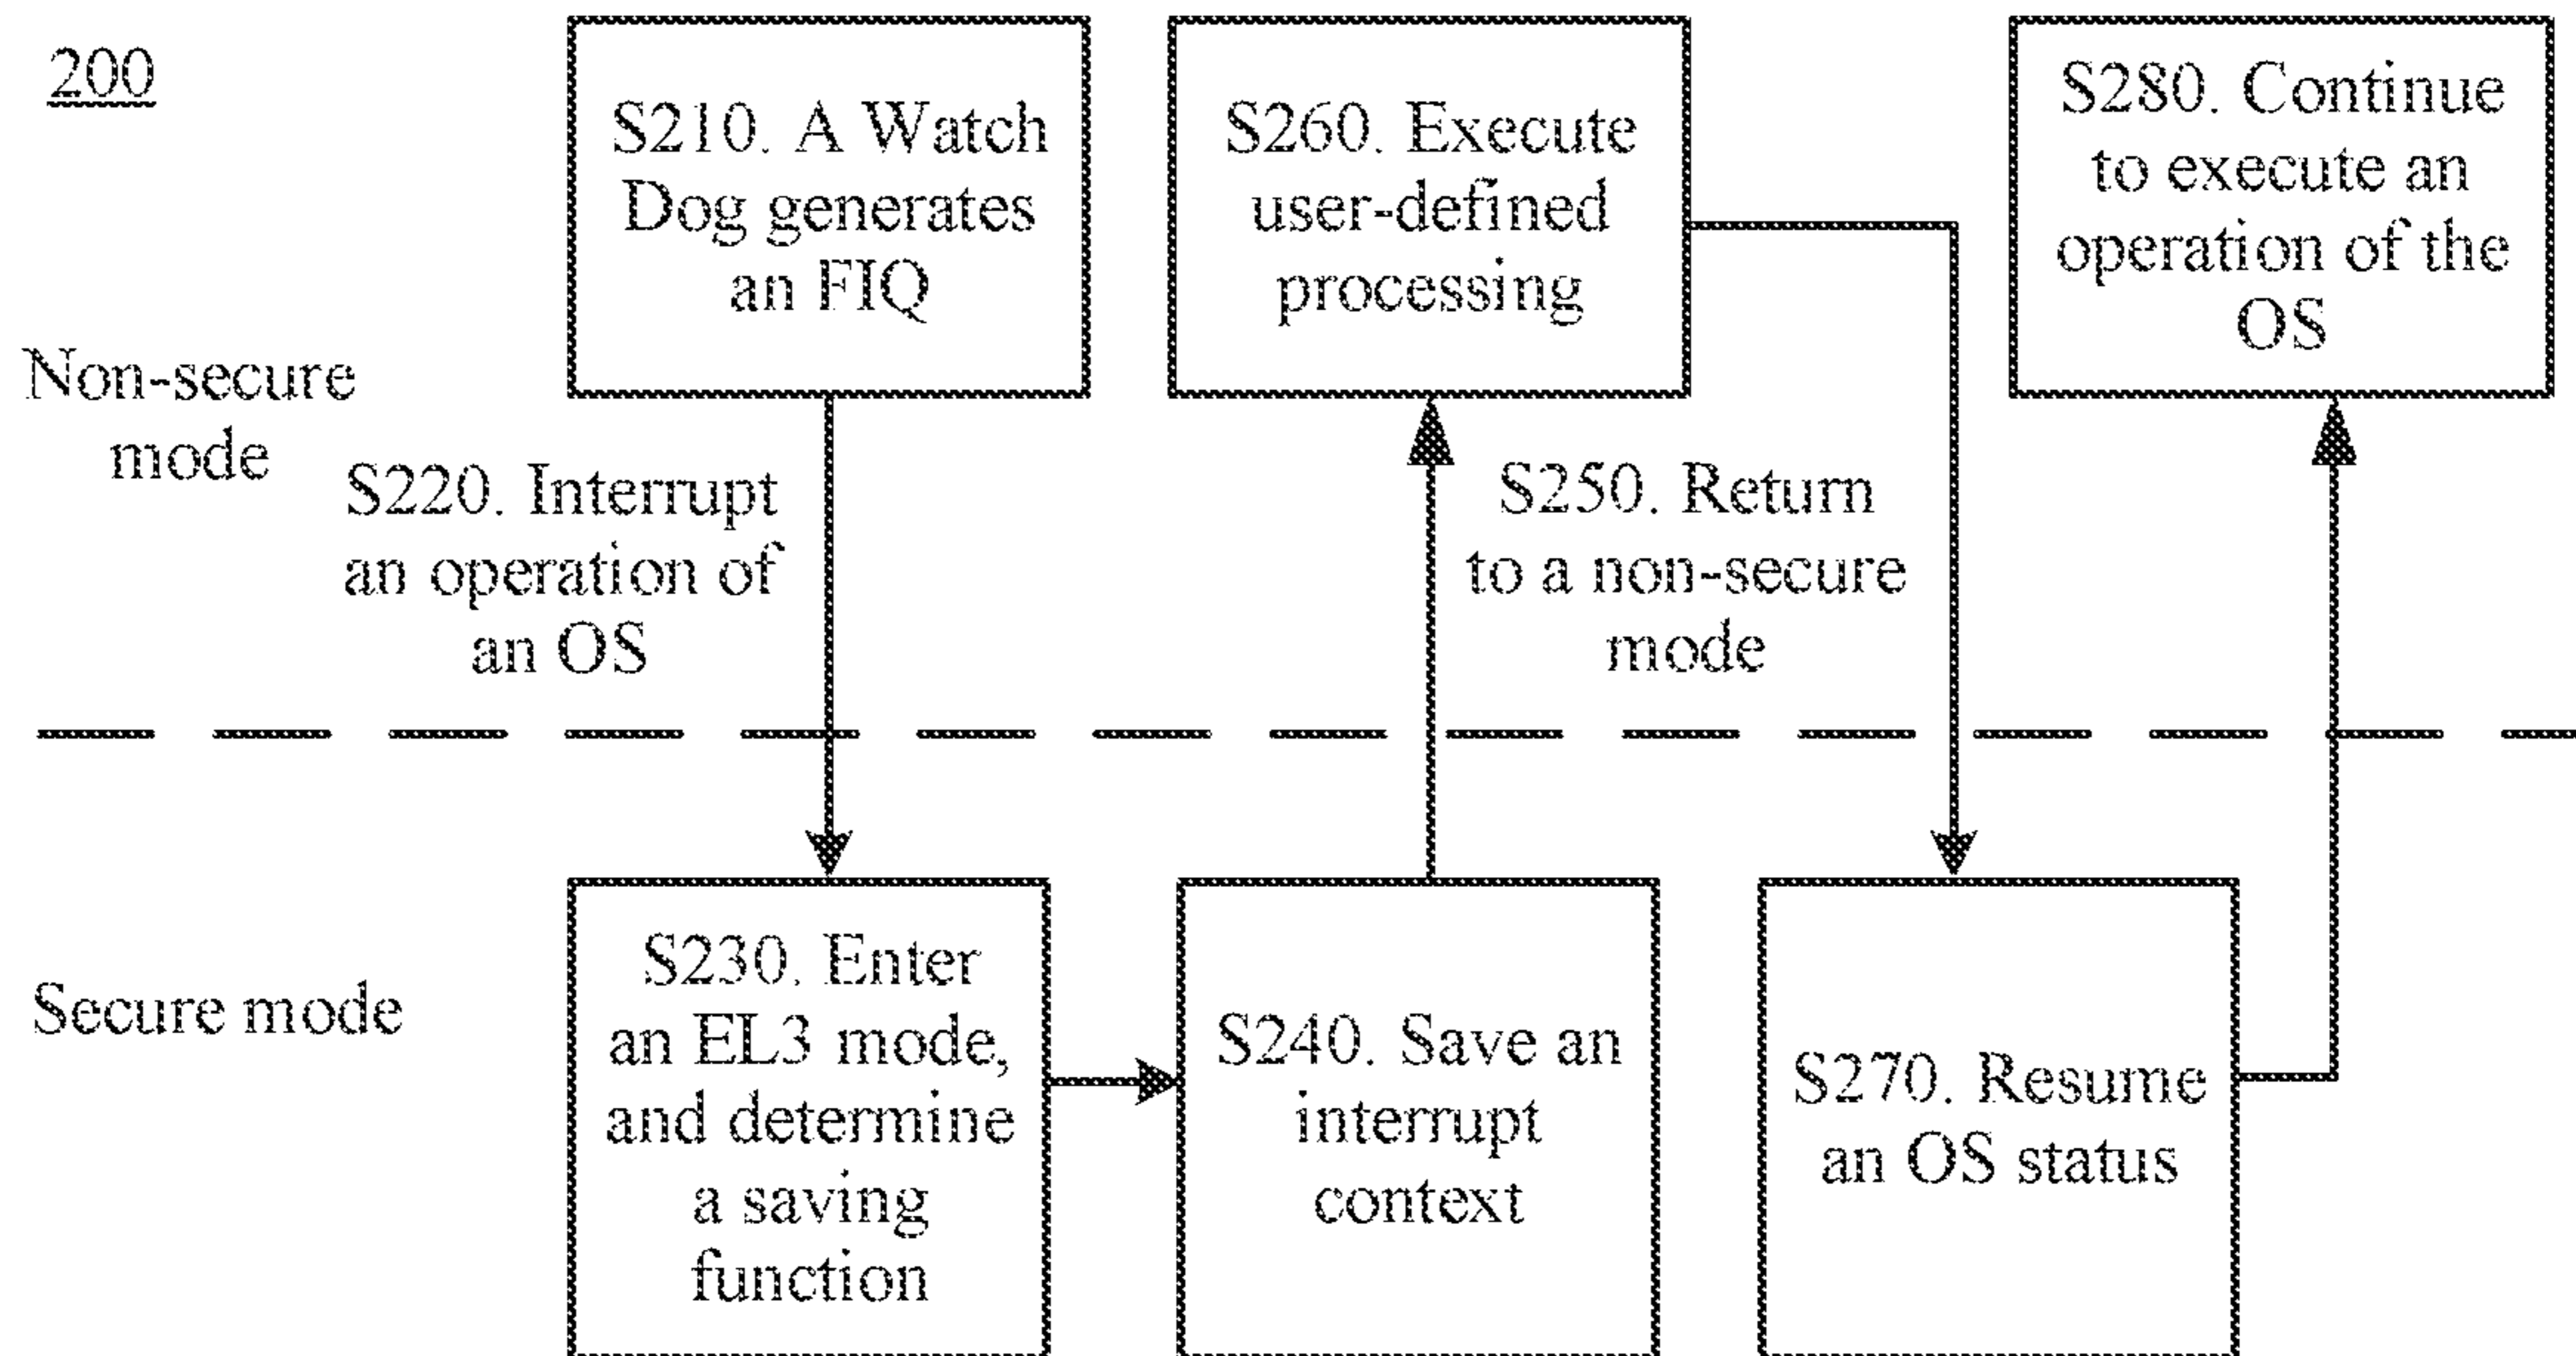 200
S210. A Watch
Dog generates
an FIQ
S260. Execute
user-defined
processing
S280. Continue
to execute an
operation of the
OS
Non-secure
mode
S220. Interrupt
an operation of
an OS
S250. Return
to a non-secure
mode
Secure mode
S230. Enter
an EL3 mode,
and determine
a saving
function
S240. Save an
interrupt
context
S270. Resume
an OS status